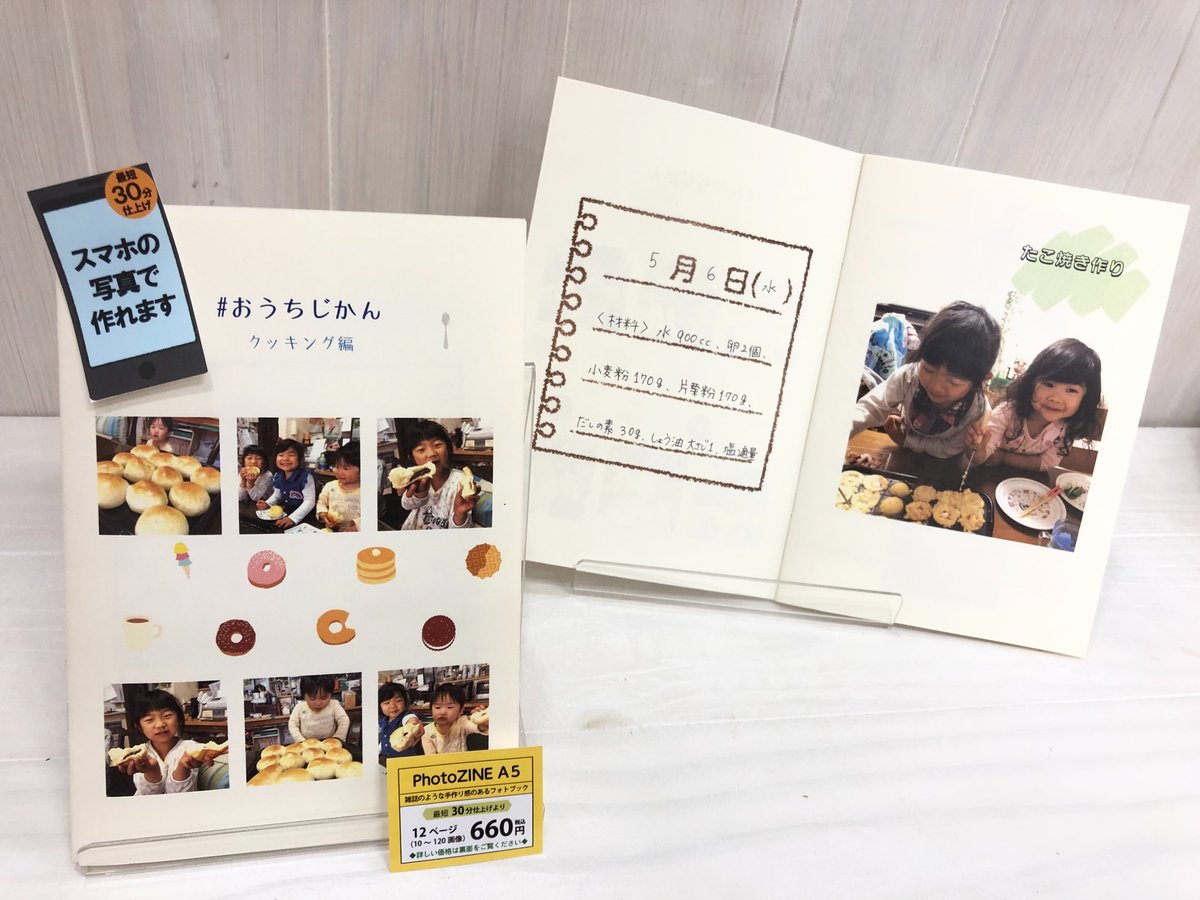 最短
30分
仕上げ
スマホの
写真で
作れます
#おうちじかん
クッキング編
5月6日(水)
〈材料〉水900cc、卵2個、
小麦粉170g、片栗粉170g、
だしの素 30g、しょう油 大さじ1、塩適量
たこ焼き作り
PhotoZINE A5
雑誌のような手作り感のあるフォトブック
最短 30分仕上げより
12ページ
(10～120画像)
660円
税込
◆詳しい価格は裏面をご覧ください◆